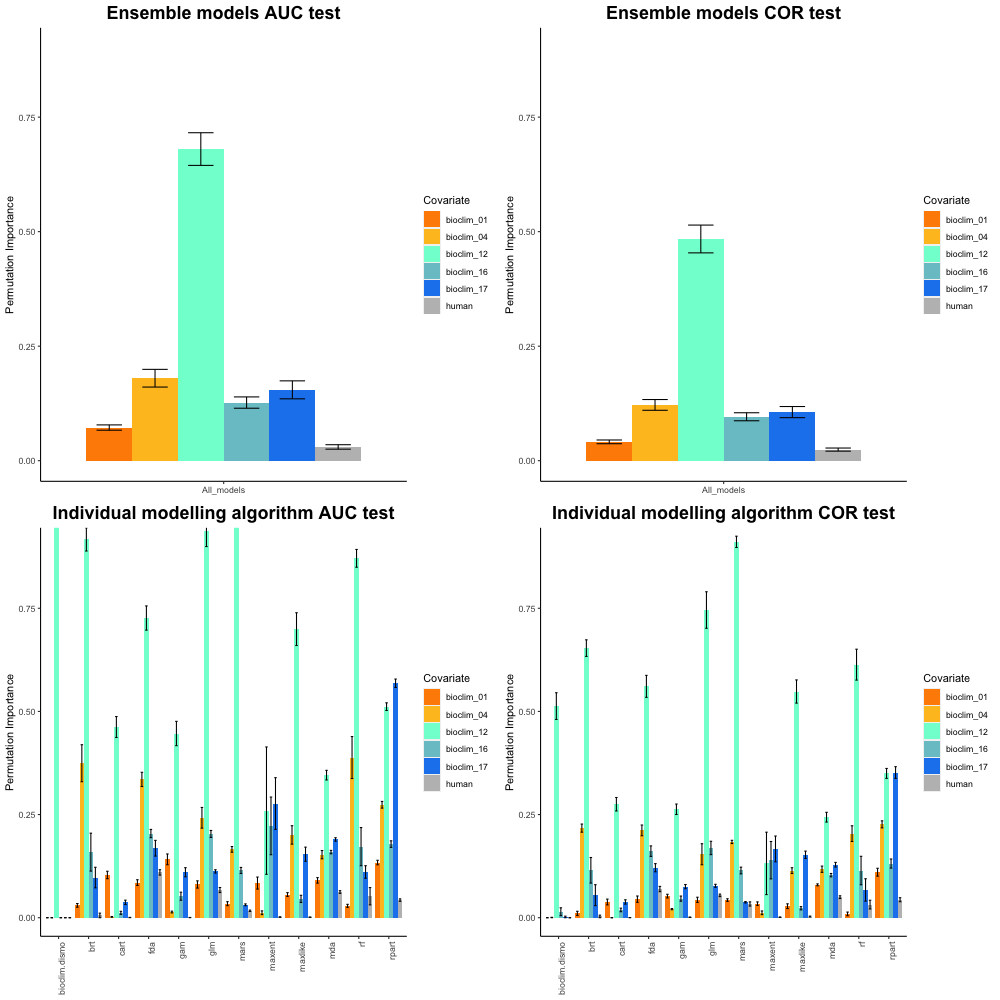 Ensemble models AUC test
Permutation Importance
0.75
0.50
0.25
0.00
All_models
Covariate
bioclim_01
bioclim_04
bioclim_12
bioclim_16
bioclim_17
human
Ensemble models COR test
Permutation Importance
0.75
0.50
0.25
0.00
All_models
Covariate
bioclim_01
bioclim_04
bioclim_12
bioclim_16
bioclim_17
human
Individual modelling algorithm AUC test
Permutation Importance
0.75
0.50
0.25
0.00
bioclim.dismo
brt
cart
fda
gam
glm
mars
maxent
maxlike
mda
rf
rpart
Covariate
bioclim_01
bioclim_04
bioclim_12
bioclim_16
bioclim_17
human
Individual modelling algorithm COR test
Permutation Importance
0.75
0.50
0.25
0.00
bioclim.dismo
brt
cart
fda
gam
glm
mars
maxent
maxlike
mda
rf
rpart
Covariate
bioclim_01
bioclim_04
bioclim_12
bioclim_16
bioclim_17
human